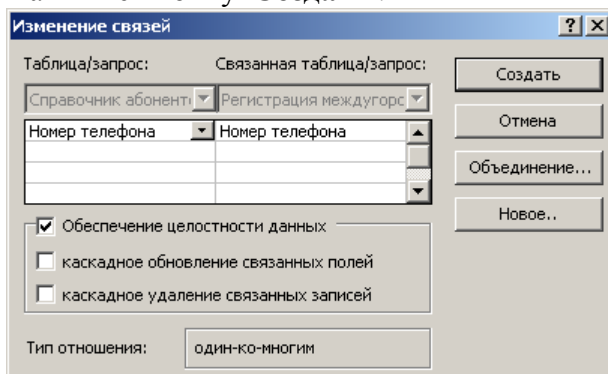 Изменение связей
Таблица/запрос: Связанная таблица/запрос:
Справочник абонент Регистрация междугорс
Номер телефона Номер телефона
Обеспечение целостности данных
каскадное обновление связанных полей
каскадное удаление связанных записей
Тип отношения: один-ко-многим
Создать
Отмена
Объединение...
Новое..